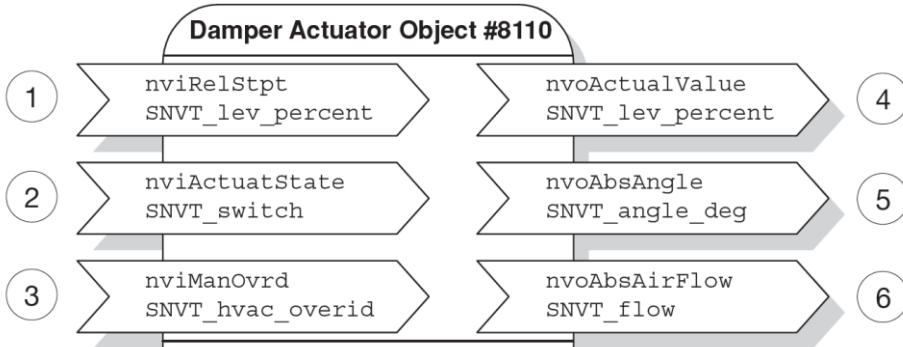 Damper Actuator Object #8110
1
nviRelStpt
SNVT_lev_percent
nvoActualValue
SNVT_lev_percent
4
2
nviActuatState
SNVT_switch
nvoAbsAngle
SNVT_angle_deg
5
3
nviManOvrd
SNVT_hvac_overid
nvoAbsAirFlow
SNVT_flow
6